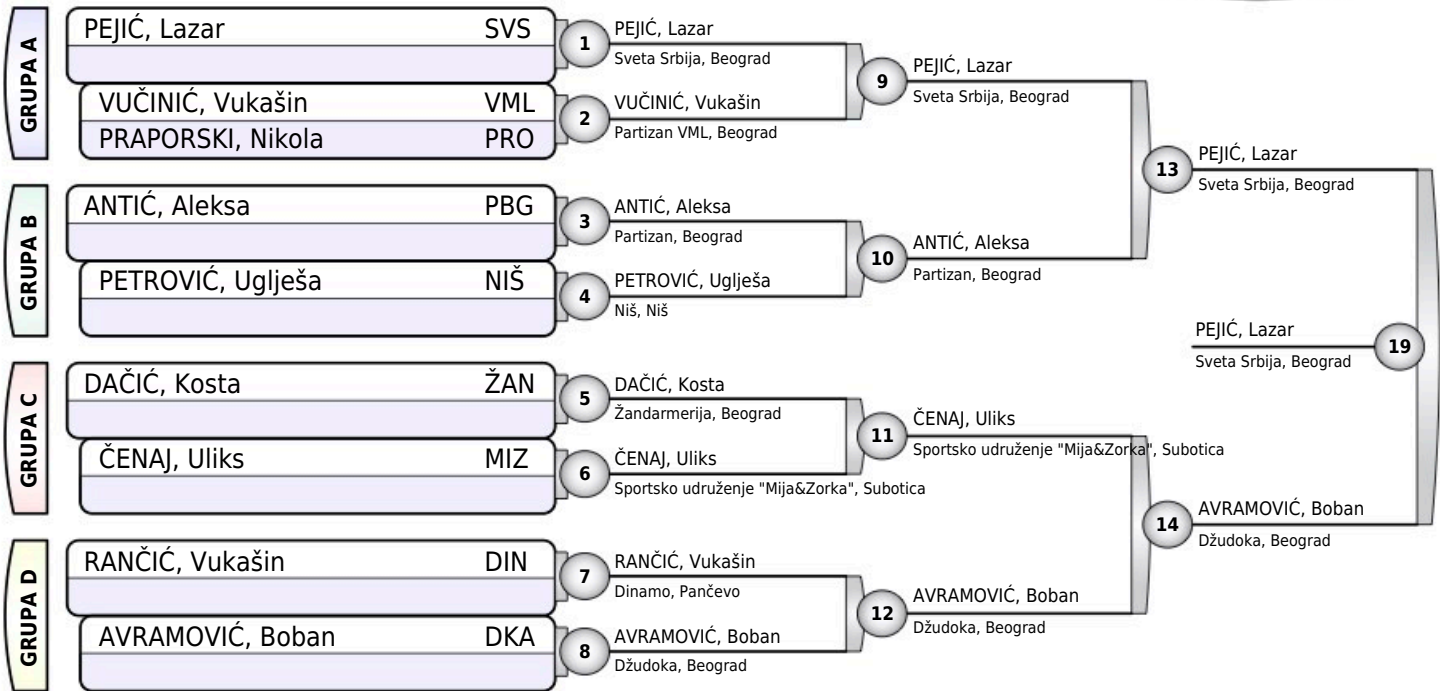 GRUPA A
PEJIĆ, Lazar SVS
VUČINIĆ, Vukašin VML
PRAPORSKI, Nikola PRO
GRUPA B
ANTIĆ, Aleksa PBG
PETROVIĆ, Uglješa NIŠ
GRUPA C
DAČIĆ, Kosta ŽAN
ČENAJ, Uliks MIZ
GRUPA D
RANČIĆ, Vukašin DIN
AVRAMOVIĆ, Boban DKA
1
PEJIĆ, Lazar
Sveta Srbija, Beograd
2
VUČINIĆ, Vukašin
Partizan VML, Beograd
3
ANTIĆ, Aleksa
Partizan, Beograd
4
PETROVIĆ, Uglješa
Niš, Niš
5
DAČIĆ, Kosta
Žandarmerija, Beograd
6
ČENAJ, Uliks
Sportsko udruženje "Mija&Zorka", Subotica
7
RANČIĆ, Vukašin
Dinamo, Pančevo
8
AVRAMOVIĆ, Boban
Džudoka, Beograd
9
PEJIĆ, Lazar
Sveta Srbija, Beograd
10
ANTIĆ, Aleksa
Partizan, Beograd
11
ČENAJ, Uliks
Sportsko udruženje "Mija&Zorka", Subotica
12
AVRAMOVIĆ, Boban
Džudoka, Beograd
13
PEJIĆ, Lazar
Sveta Srbija, Beograd
14
AVRAMOVIĆ, Boban
Džudoka, Beograd
PEJIĆ, Lazar
Sveta Srbija, Beograd
19